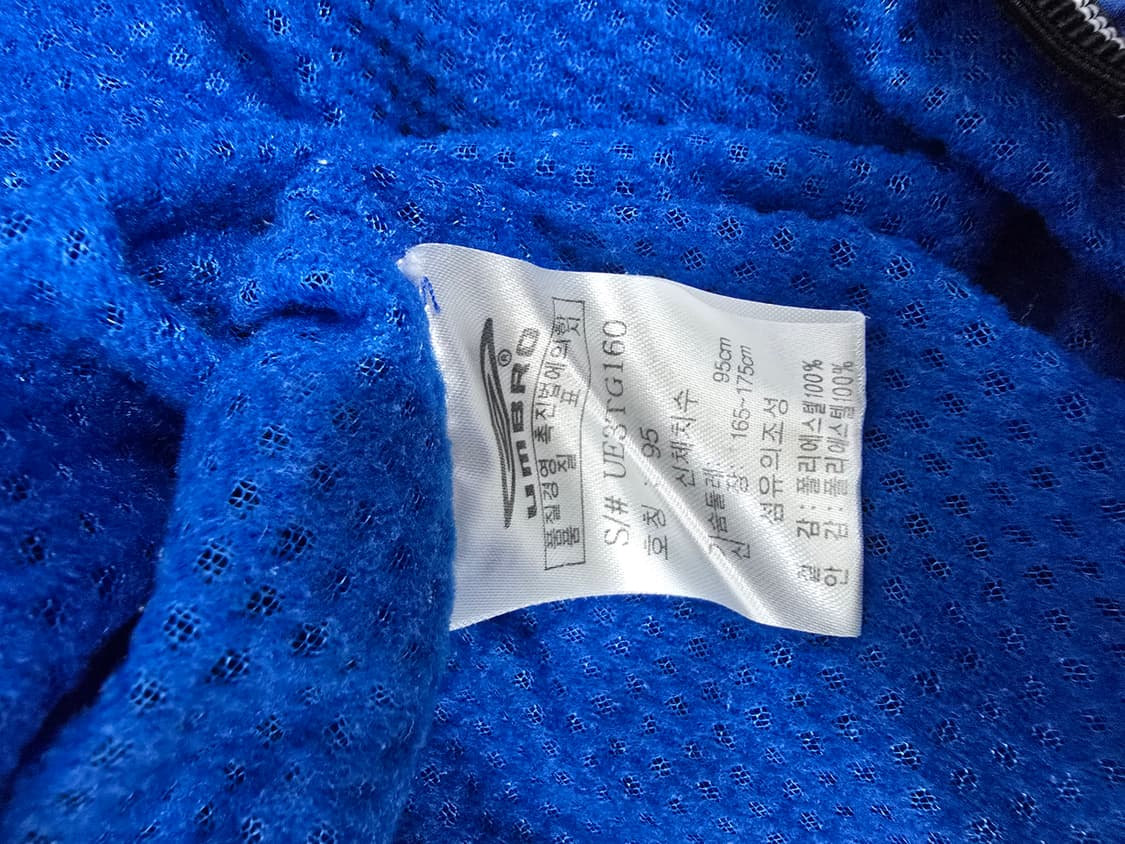 UMBRO®
품질경영 촉진법에의한
품 질 표
S/# UE3TG160
호칭 : 95
신체치수
가슴둘레 95cm
신 장 165~175cm
섬유의조성
겉 감 : 폴리에스텔100%
안 감 : 폴리에스텔100%